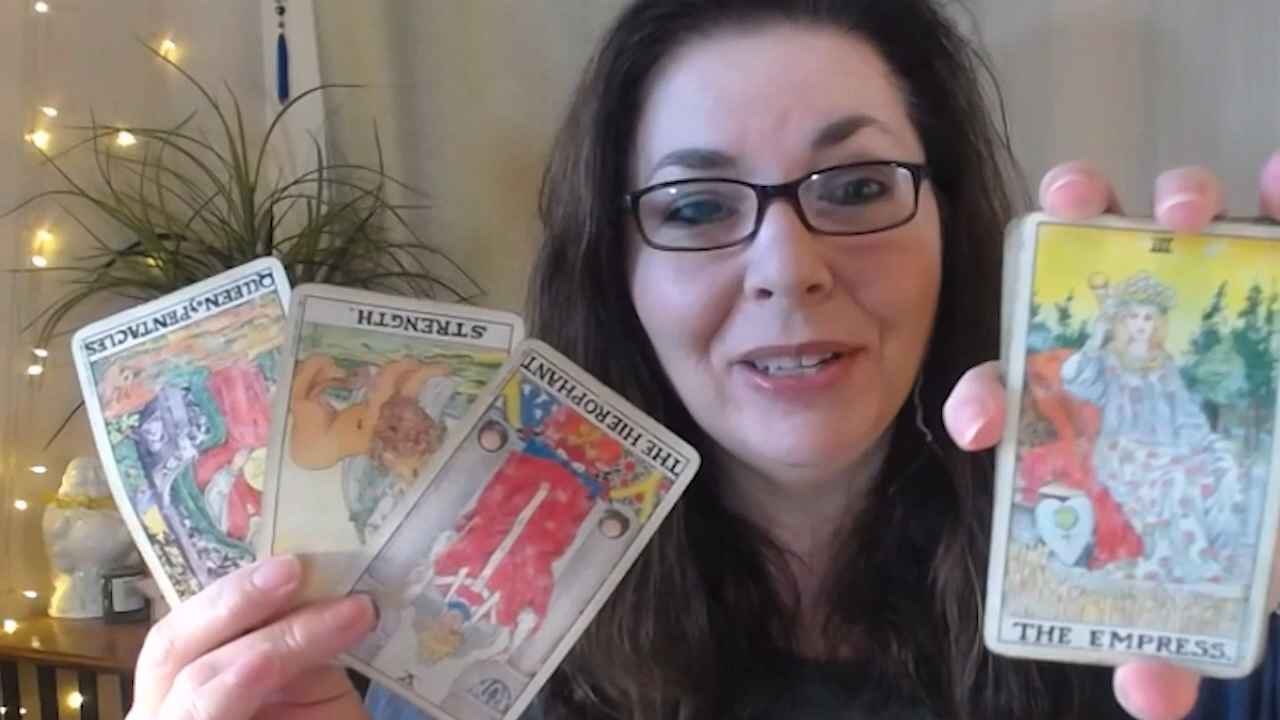 QUEEN of PENTACLES
STRENGTH.
THE HIEROPHANT
V
III
THE EMPRESS.